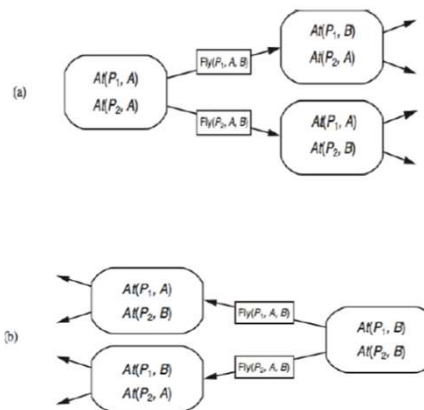 (a)
At(P₁, A)
At(P₂, A)
Fly(P₁, A, B)
Fly(P₂, A, B)
At(P₁, B)
At(P₂, A)
At(P₁, A)
At(P₂, B)
(b)
At(P₁, A)
At(P₂, B)
At(P₁, B)
At(P₂, A)
Fly(P₁, A, B)
Fly(P₂, A, B)
At(P₁, B)
At(P₂, B)